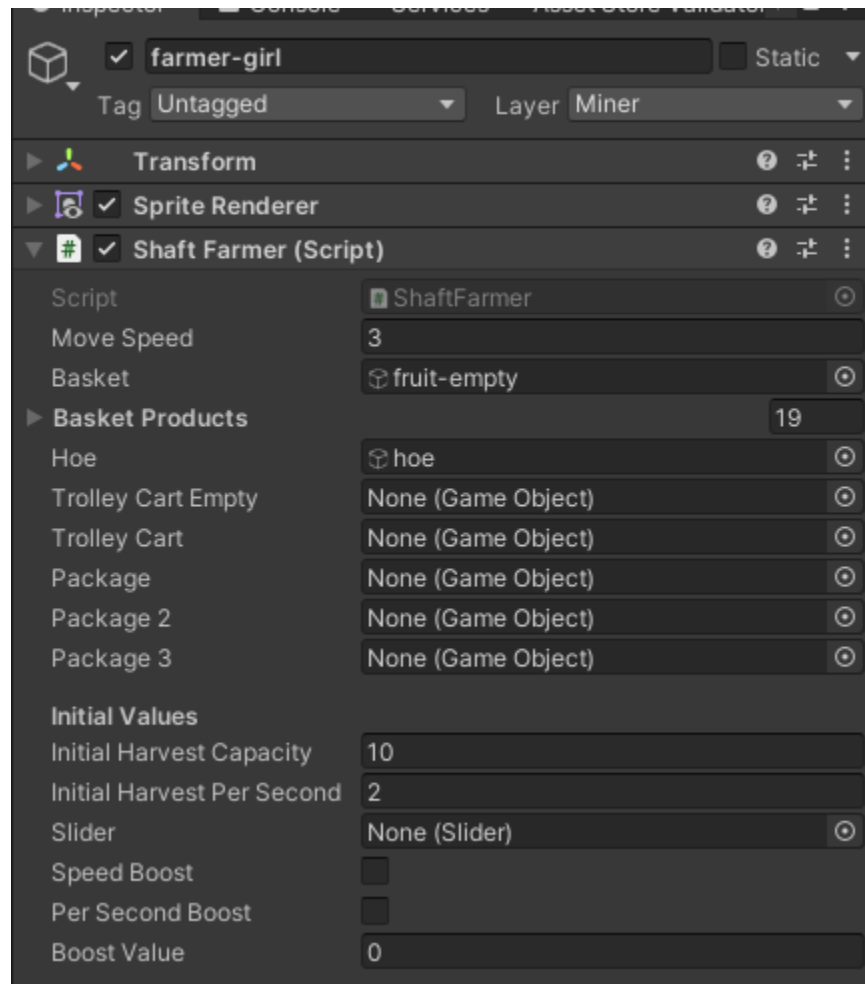 farmer-girl Static
Tag Untagged Layer Miner
Transform
Sprite Renderer
# Shaft Farmer (Script)
Script # ShaftFarmer
Move Speed 3
Basket fruit-empty
Basket Products 19
Hoe hoe
Trolley Cart Empty None (Game Object)
Trolley Cart None (Game Object)
Package None (Game Object)
Package 2 None (Game Object)
Package 3 None (Game Object)
Initial Values
Initial Harvest Capacity 10
Initial Harvest Per Second 2
Slider None (Slider)
Speed Boost
Per Second Boost
Boost Value 0